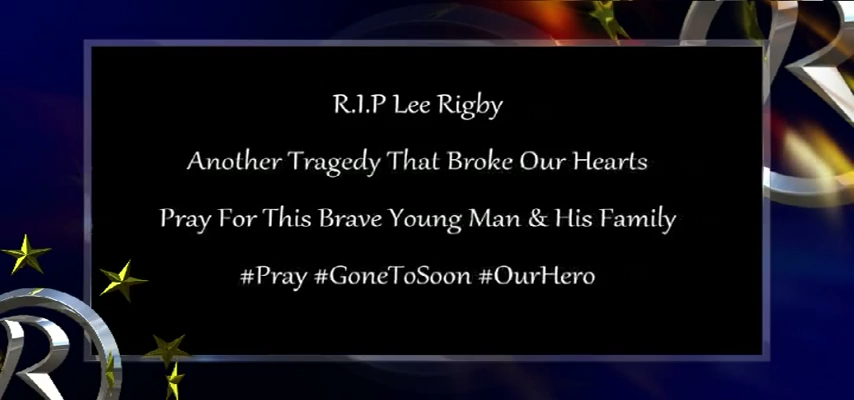 R.I.P Lee Rigby
Another Tragedy That Broke Our Hearts
Pray For This Brave Young Man & His Family
#Pray #GoneToSoon #OurHero
R
R